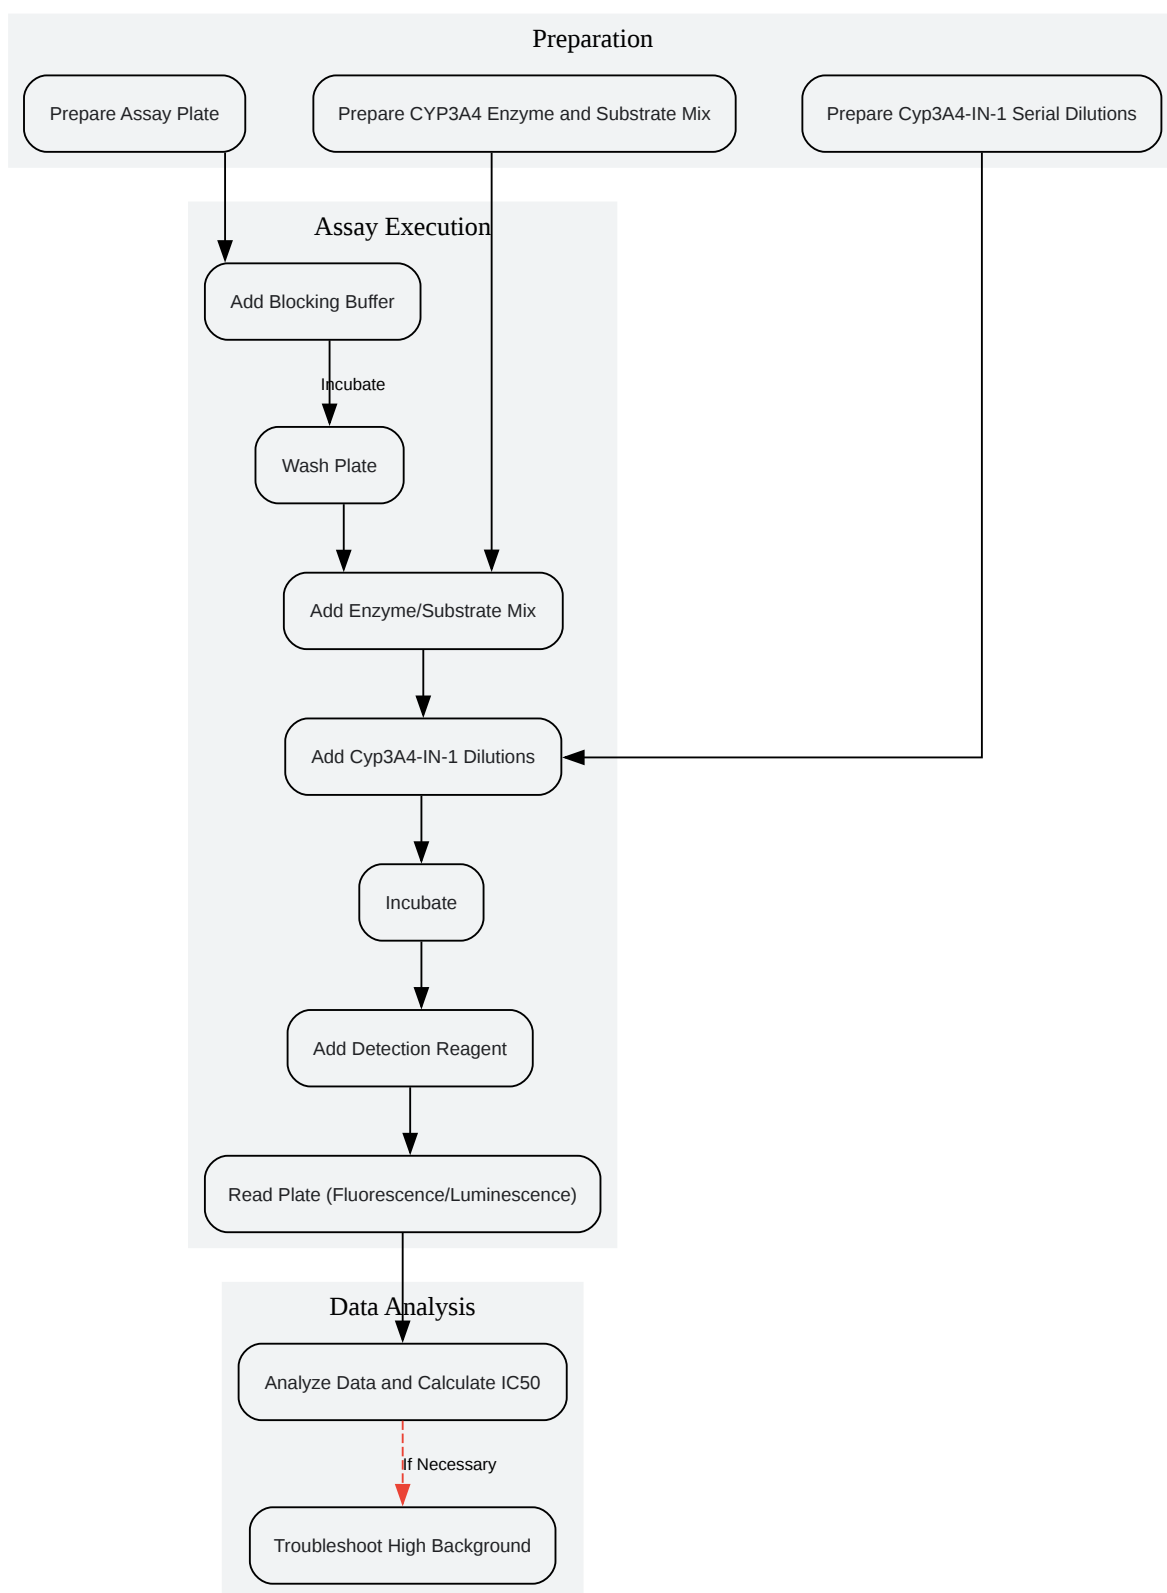 Preparation
Prepare Assay Plate
Prepare CYP3A4 Enzyme and Substrate Mix
Prepare Cyp3A4-IN-1 Serial Dilutions
Assay Execution
Add Blocking Buffer
Incubate
Wash Plate
Add Enzyme/Substrate Mix
Add Cyp3A4-IN-1 Dilutions
Incubate
Add Detection Reagent
Read Plate (Fluorescence/Luminescence)
Data Analysis
Analyze Data and Calculate IC50
If Necessary
Troubleshoot High Background